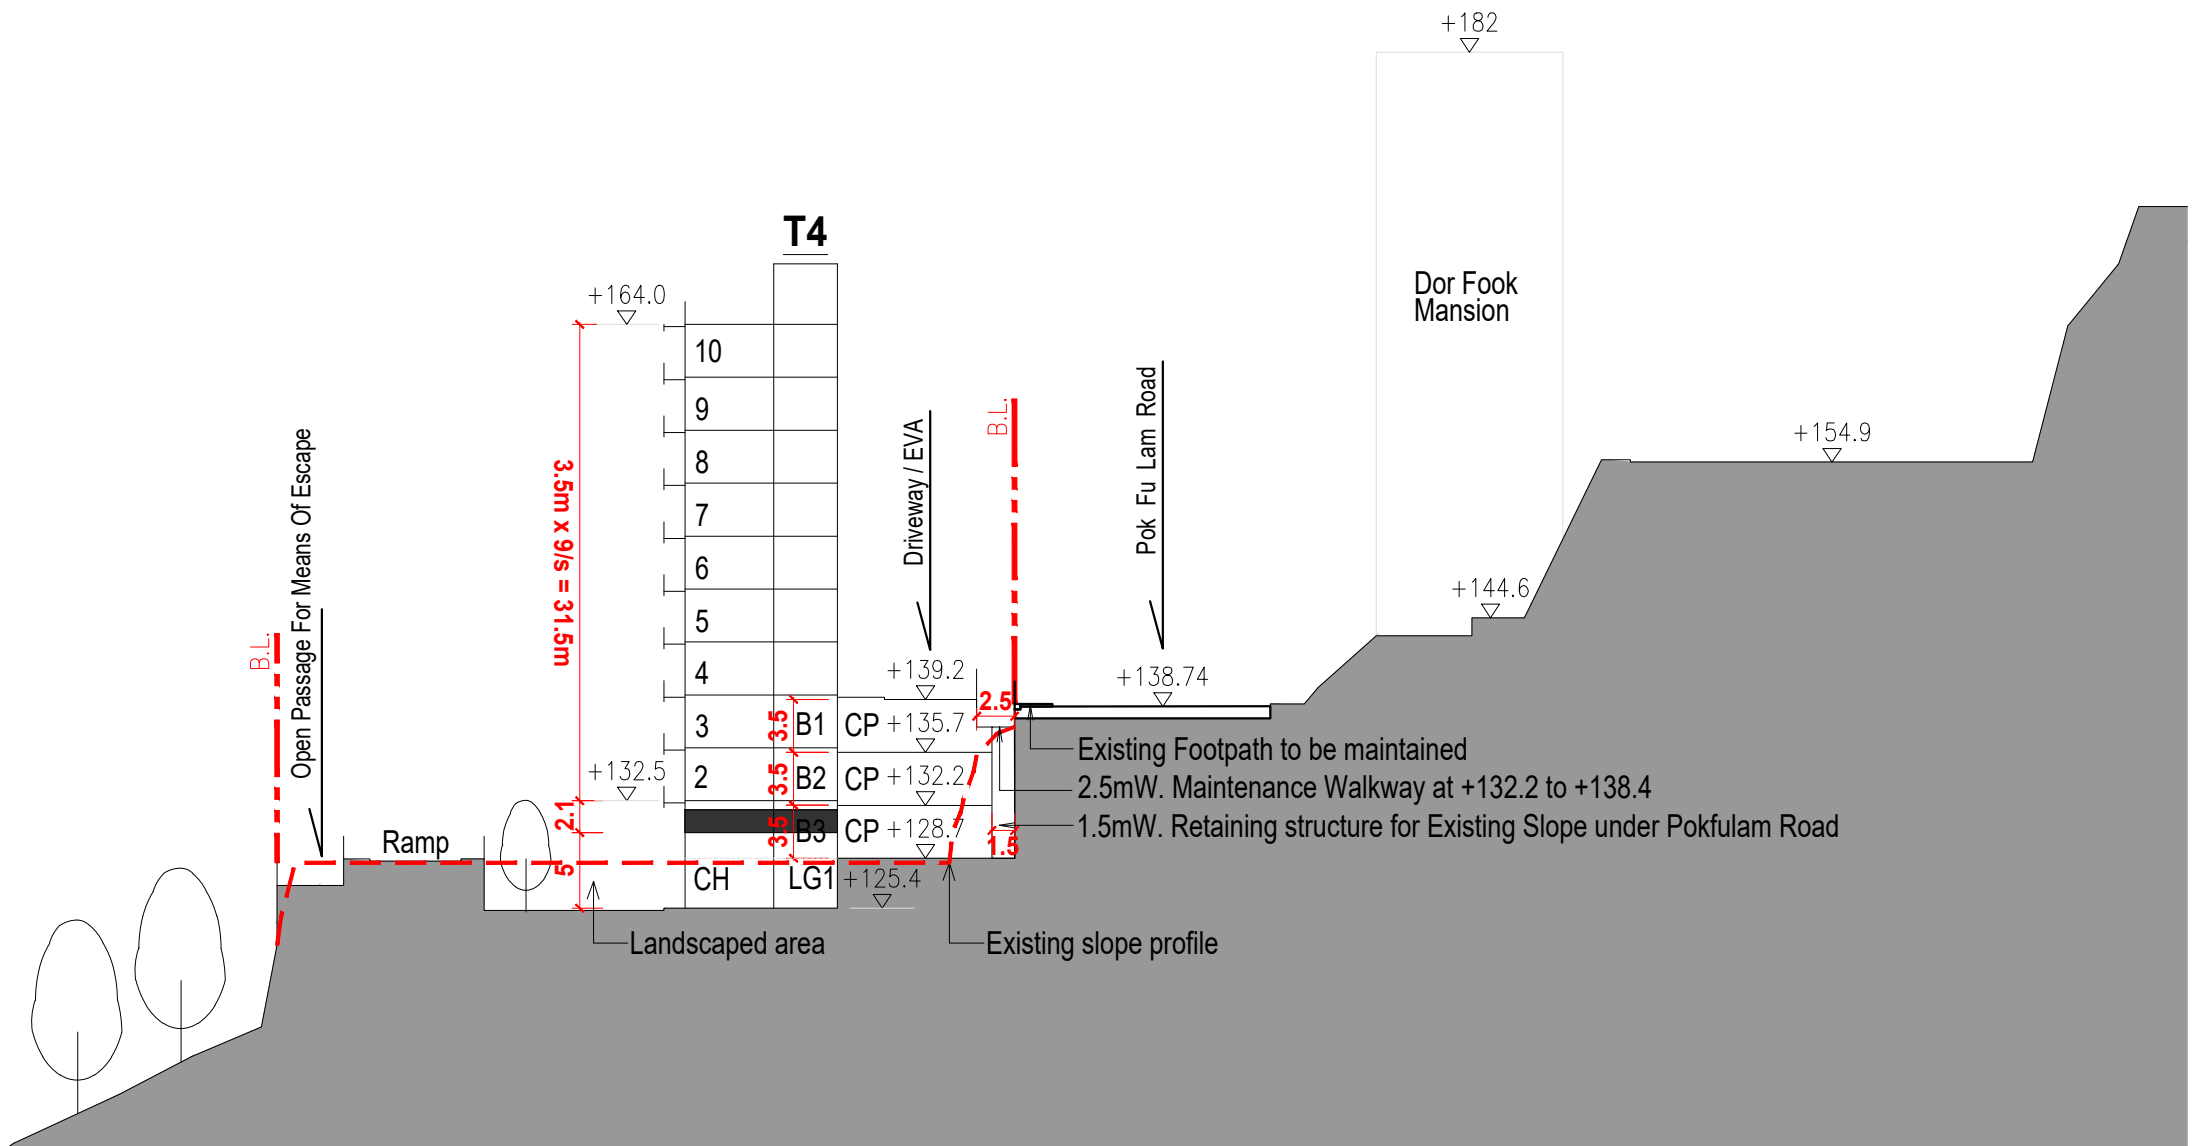 +182
T4
+164.0
Dor Fook
Mansion
10
9
8
7
6
5
4
3
2
3.5m x 9/s = 31.5m
+132.5
2.1
5
B.L.
Open Passage For Means Of Escape
Ramp
Driveway / EVA
B.L.
Pok Fu Lam Road
+154.9
+144.6
+139.2
+138.74
2.5
3.5
B1
CP
+135.7
3.5
B2
CP
+132.2
3.5
B3
CP
+128.7
1.5
CH
LG1
+125.4
Existing Footpath to be maintained
2.5mW. Maintenance Walkway at +132.2 to +138.4
1.5mW. Retaining structure for Existing Slope under Pokfulam Road
Landscaped area
Existing slope profile